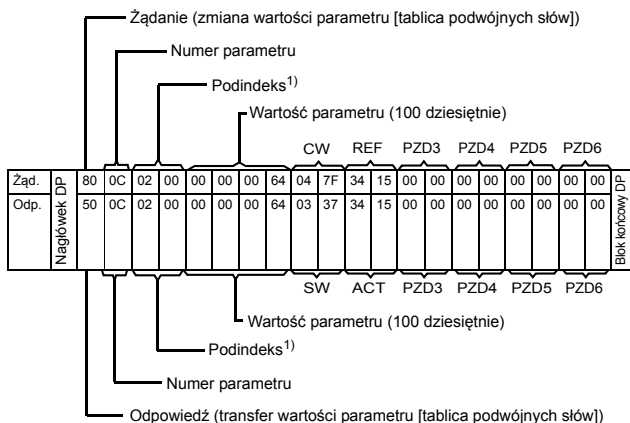 Żądanie (zmiana wartości parametru [tablica podwójnych słów])
Numer parametru
Podindeks1)
Wartość parametru (100 dziesiętnie)
CW REF PZD3 PZD4 PZD5 PZD6
Żąd. 80 0C 02 00 00 00 00 64 04 7F 34 15 00 00 00 00 00 00 00 00
Odp. 50 0C 02 00 00 00 00 64 03 37 34 15 00 00 00 00 00 00 00 00
Nagłówek DP
Blok końcowy DP
SW ACT PZD3 PZD4 PZD5 PZD6
Wartość parametru (100 dziesiętnie)
Podindeks1)
Numer parametru
Odpowiedź (transfer wartości parametru [tablica podwójnych słów])